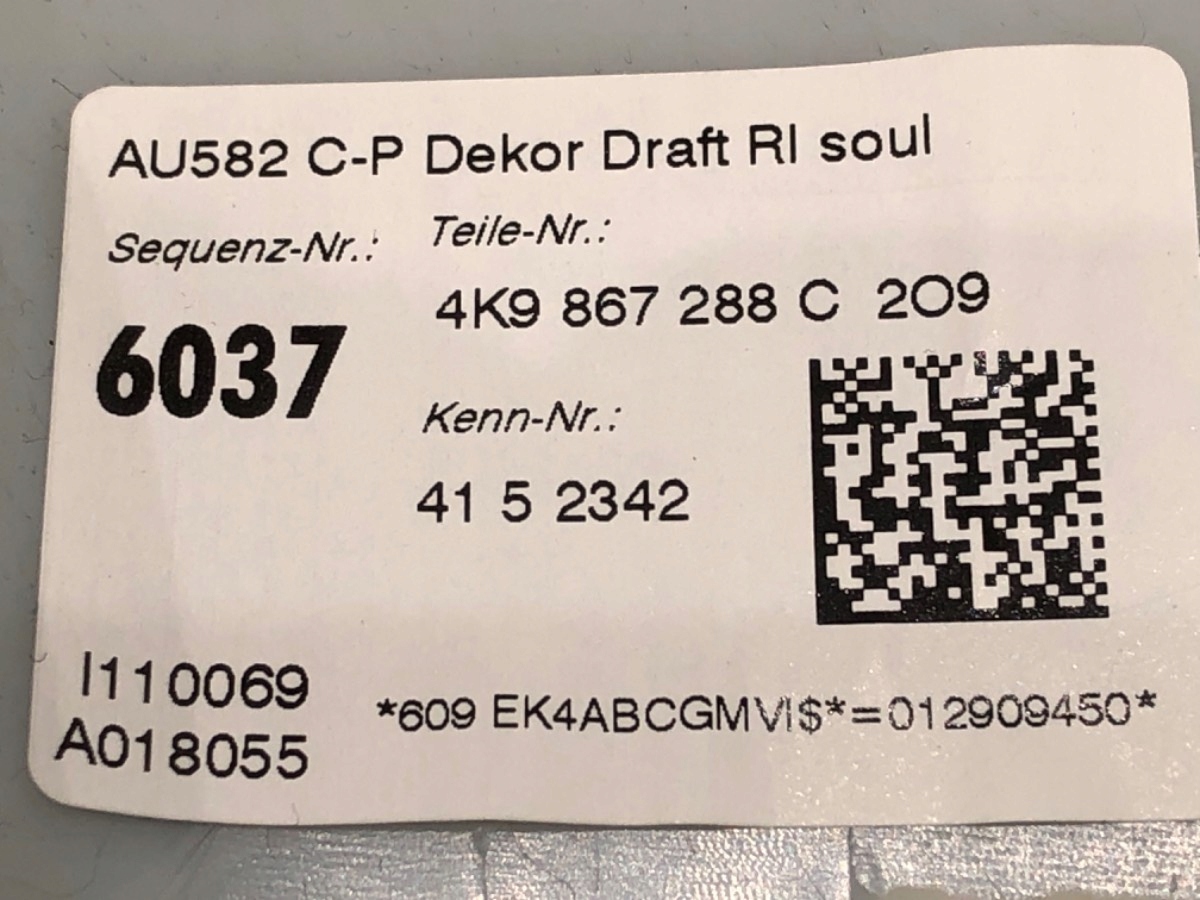 AU582 C-P Dekor Draft RI soul
Sequenz-Nr.:
Teile-Nr.:
4K9 867 288 C 2O9
6037
Kenn-Nr.:
41 5 2342
I110069
A018055
*609 EK4ABCGMVI$*=012909450*